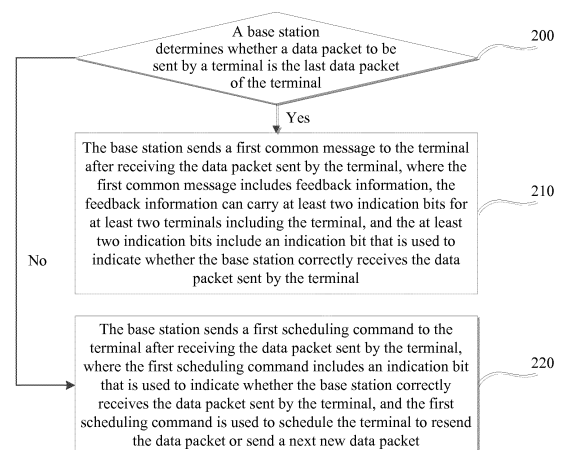 A base station
determines whether a data packet to be
sent by a terminal is the last data packet
of the terminal
200
Yes
The base station sends a first common message to the terminal
after receiving the data packet sent by the terminal, where the
first common message includes feedback information, the
feedback information can carry at least two indication bits for
at least two terminals including the terminal, and the at least
two indication bits include an indication bit that is used to
indicate whether the base station correctly receives the data
packet sent by the terminal
210
No
The base station sends a first scheduling command to the
terminal after receiving the data packet sent by the terminal,
where the first scheduling command includes an indication bit
that is used to indicate whether the base station correctly
receives the data packet sent by the terminal, and the first
scheduling command is used to schedule the terminal to resend
the data packet or send a next new data packet
220